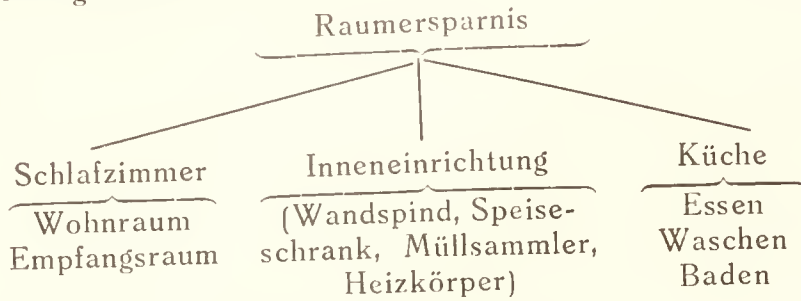 Raumersparnis
Schlafzimmer
Wohnraum
Empfangsraum
Inneneinrichtung
(Wandspind, Speise-
schrank, Müllsammler,
Heizkörper)
Küche
Essen
Waschen
Baden